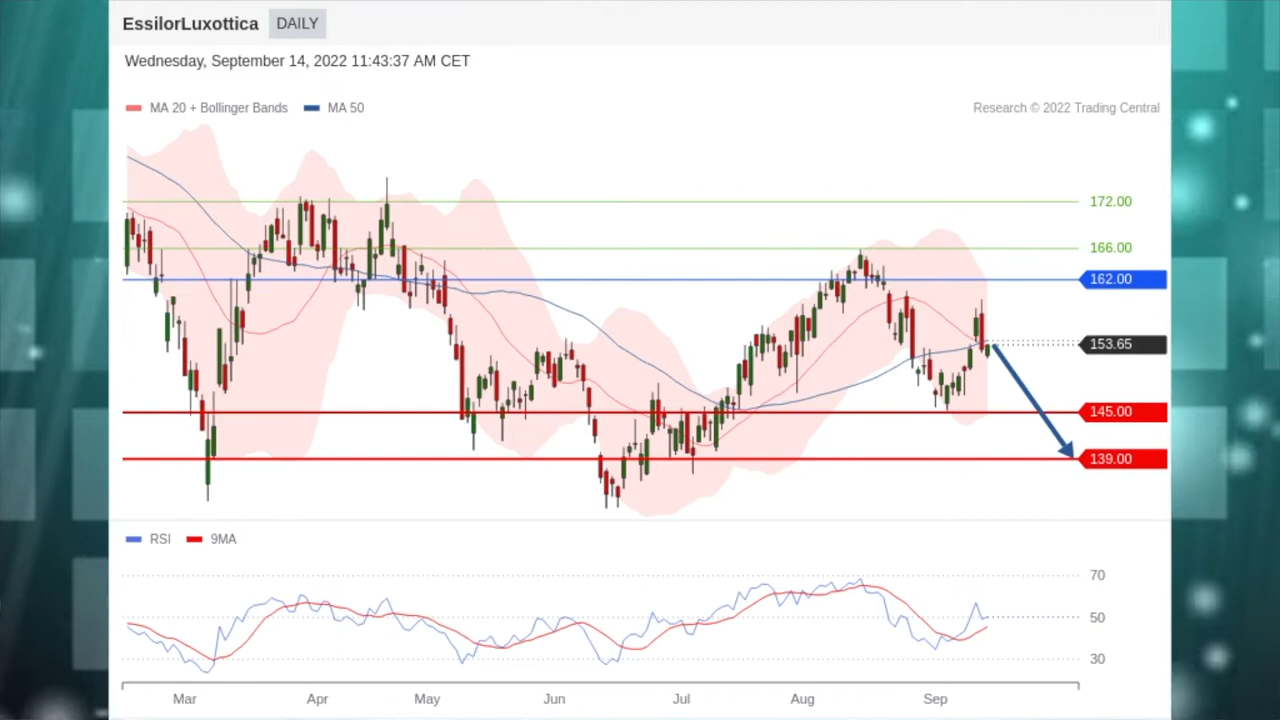 EssilorLuxottica DAILY
Wednesday, September 14, 2022 11:43:37 AM CET
MA 20 + Bollinger Bands MA 50 Research © 2022 Trading Central
172.00
166.00
162.00
153.65
145.00
139.00
RSI 9MA
70
50
30
Mar Apr May Jun Jul Aug Sep